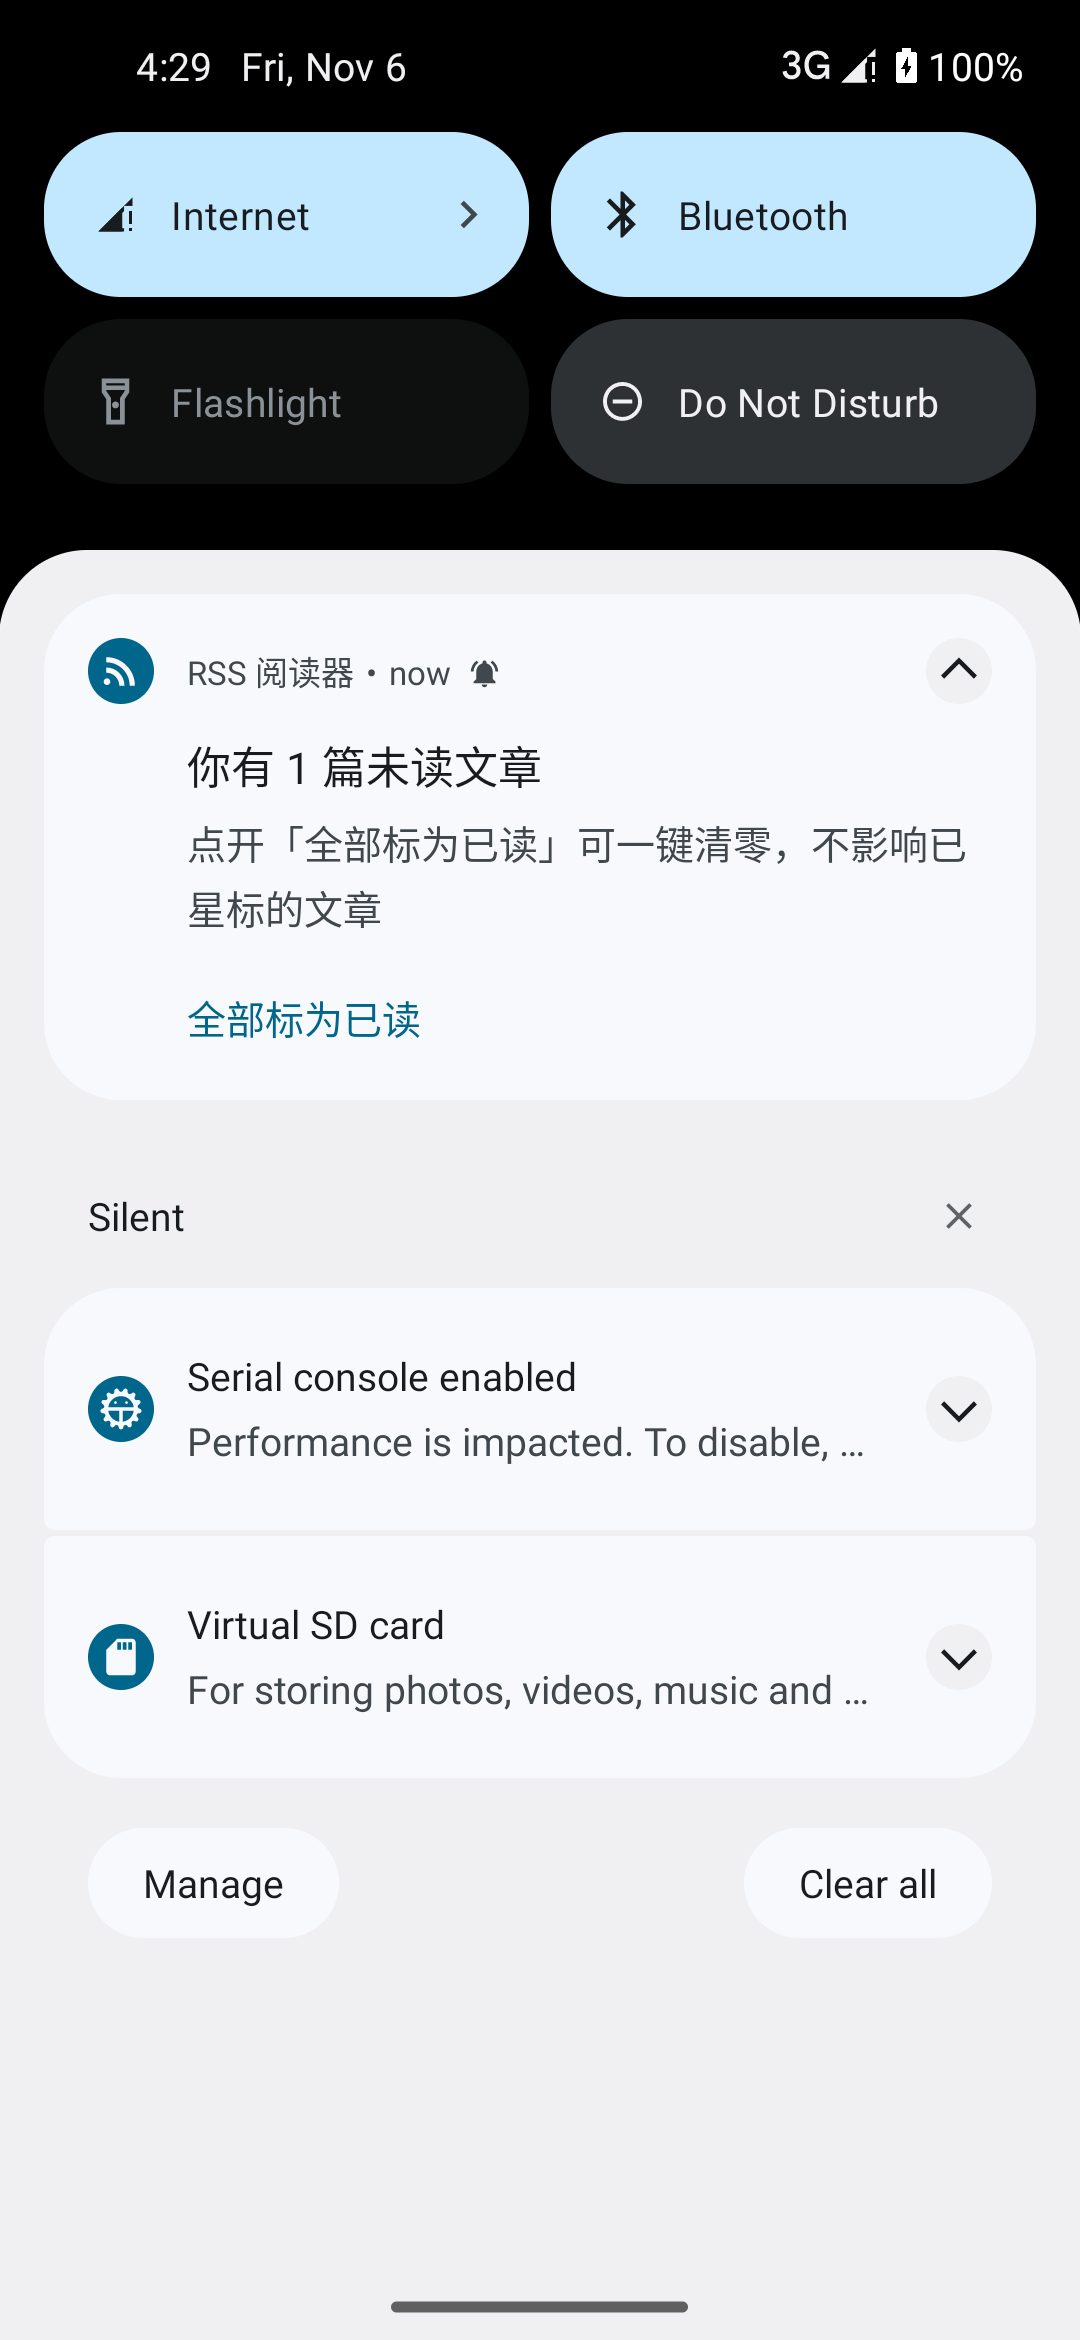 4:29 Fri, Nov 6 3G 100%
Internet
Bluetooth
Flashlight
Do Not Disturb
RSS 阅读器 • now
你有 1 篇未读文章
点开「全部标为已读」可一键清零，不影响已
星标的文章
全部标为已读
Silent
Serial console enabled
Performance is impacted. To disable, …
Virtual SD card
For storing photos, videos, music and …
Manage
Clear all